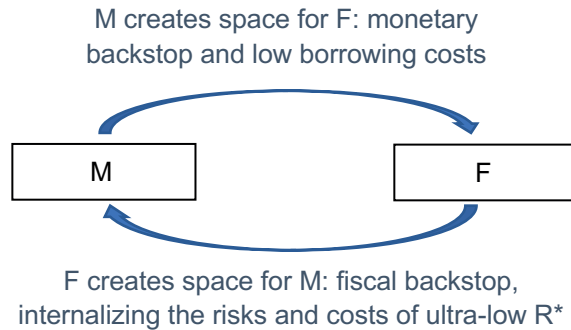 M creates space for F: monetary
backstop and low borrowing costs
M
F
F creates space for M: fiscal backstop,
internalizing the risks and costs of ultra-low R*